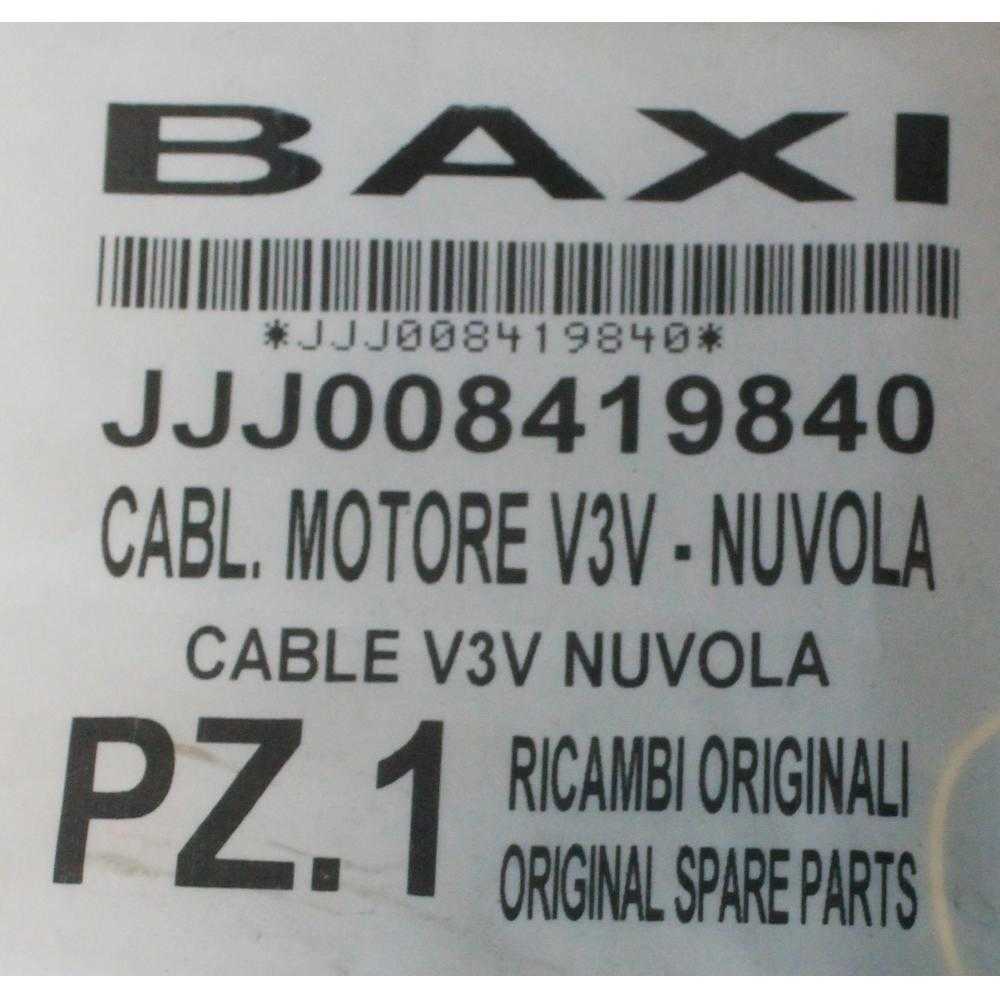 BAXI
*JJJ008419840*
JJJ008419840
CABL. MOTORE V3V - NUVOLA
CABLE V3V NUVOLA
PZ.1
RICAMBI ORIGINALI
ORIGINAL SPARE PARTS